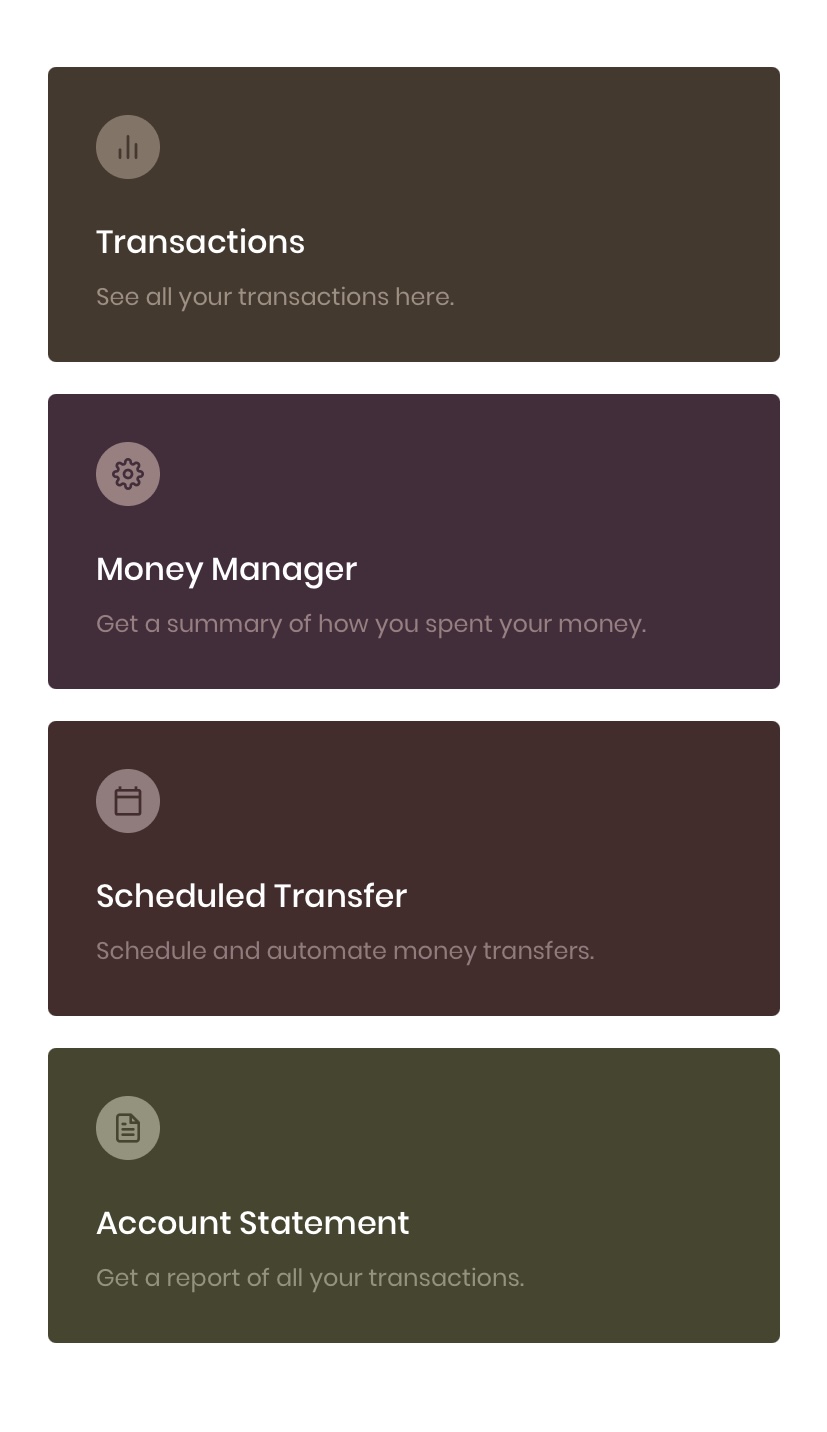 Transactions
See all your transactions here.
Money Manager
Get a summary of how you spent your money.
Scheduled Transfer
Schedule and automate money transfers.
Account Statement
Get a report of all your transactions.